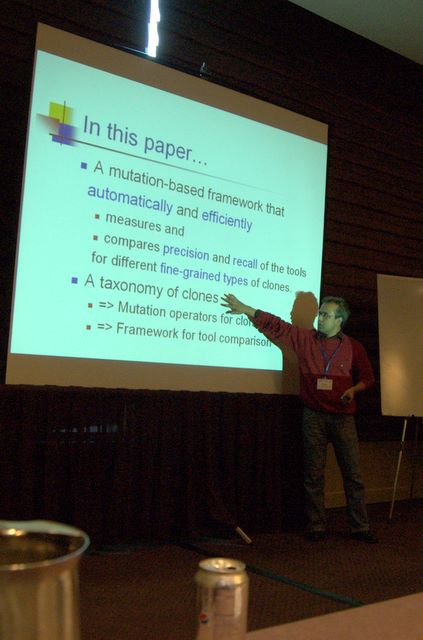 In this paper...
A mutation-based framework that
automatically and efficiently
measures and
compares precision and recall of the tools
for different fine-grained types of clones.
A taxonomy of clones
=> Mutation operators for
=> Framework for tool comparison